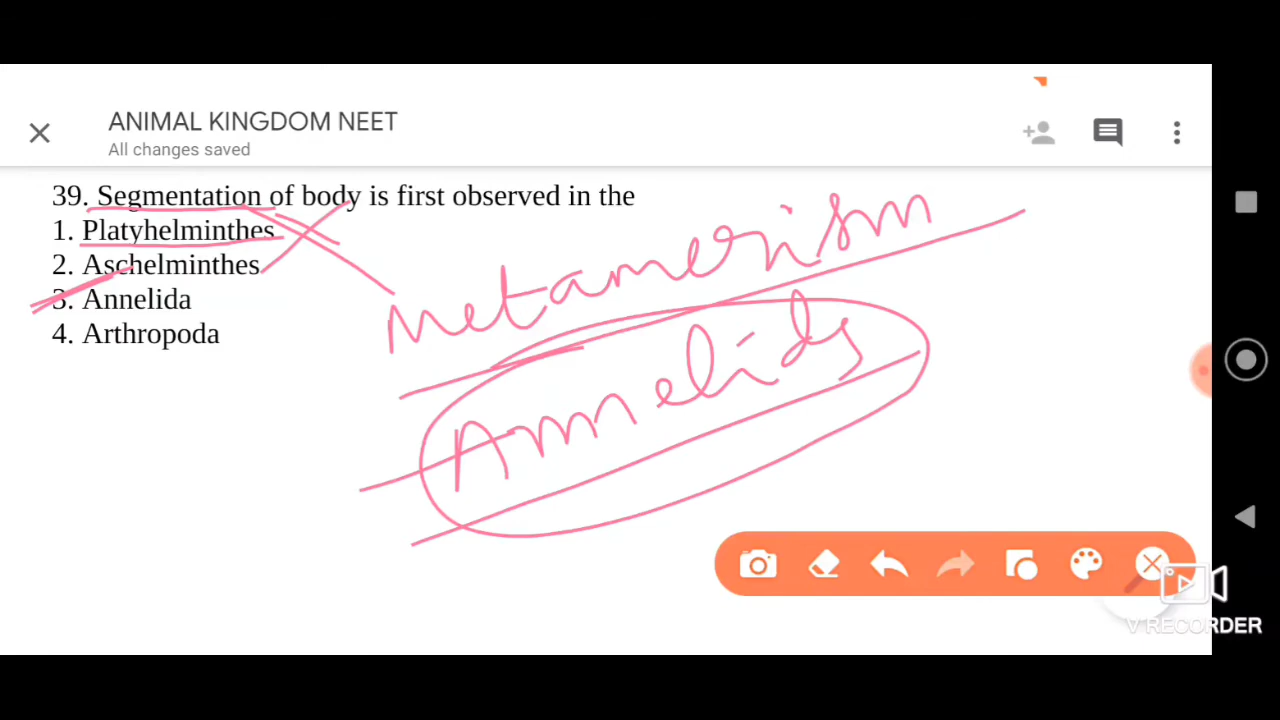 ANIMAL KINGDOM NEET
All changes saved
39. Segmentation of body is first observed in the
1. Platyhelminthes
2. Aschelminthes
3. Annelida
4. Arthropoda
Metamerism
Annelids
V RECORDER